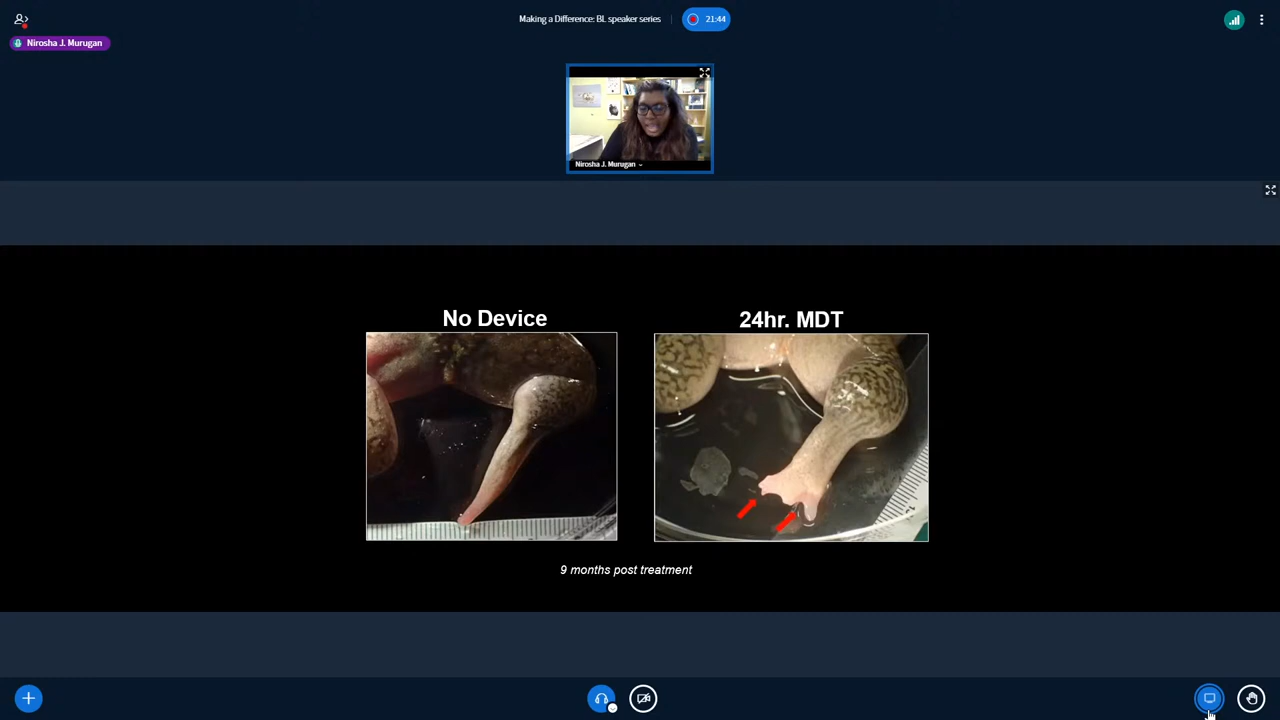 Making a Difference: BL speaker series
21:44
Nirosha J. Murugan
Nirosha J. Murugan
No Device
24hr. MDT
9 months post treatment